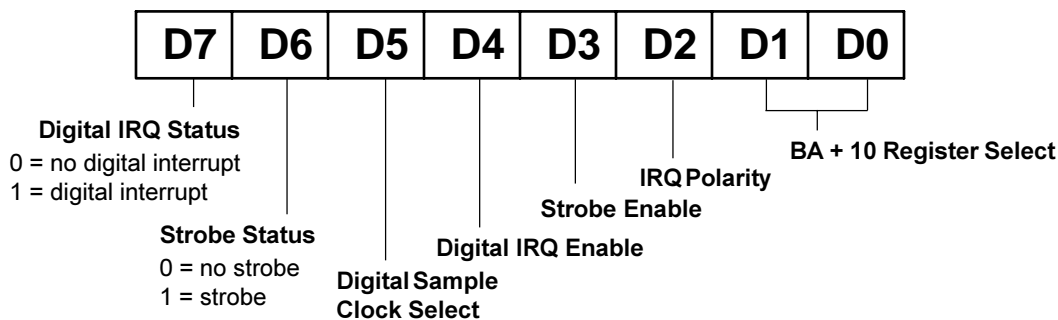 D7 D6 D5 D4 D3 D2 D1 D0
Digital IRQ Status
0 = no digital interrupt
1 = digital interrupt
Strobe Status
0 = no strobe
1 = strobe
Digital Sample
Clock Select
Digital IRQ Enable
Strobe Enable
IRQ Polarity
BA + 10 Register Select